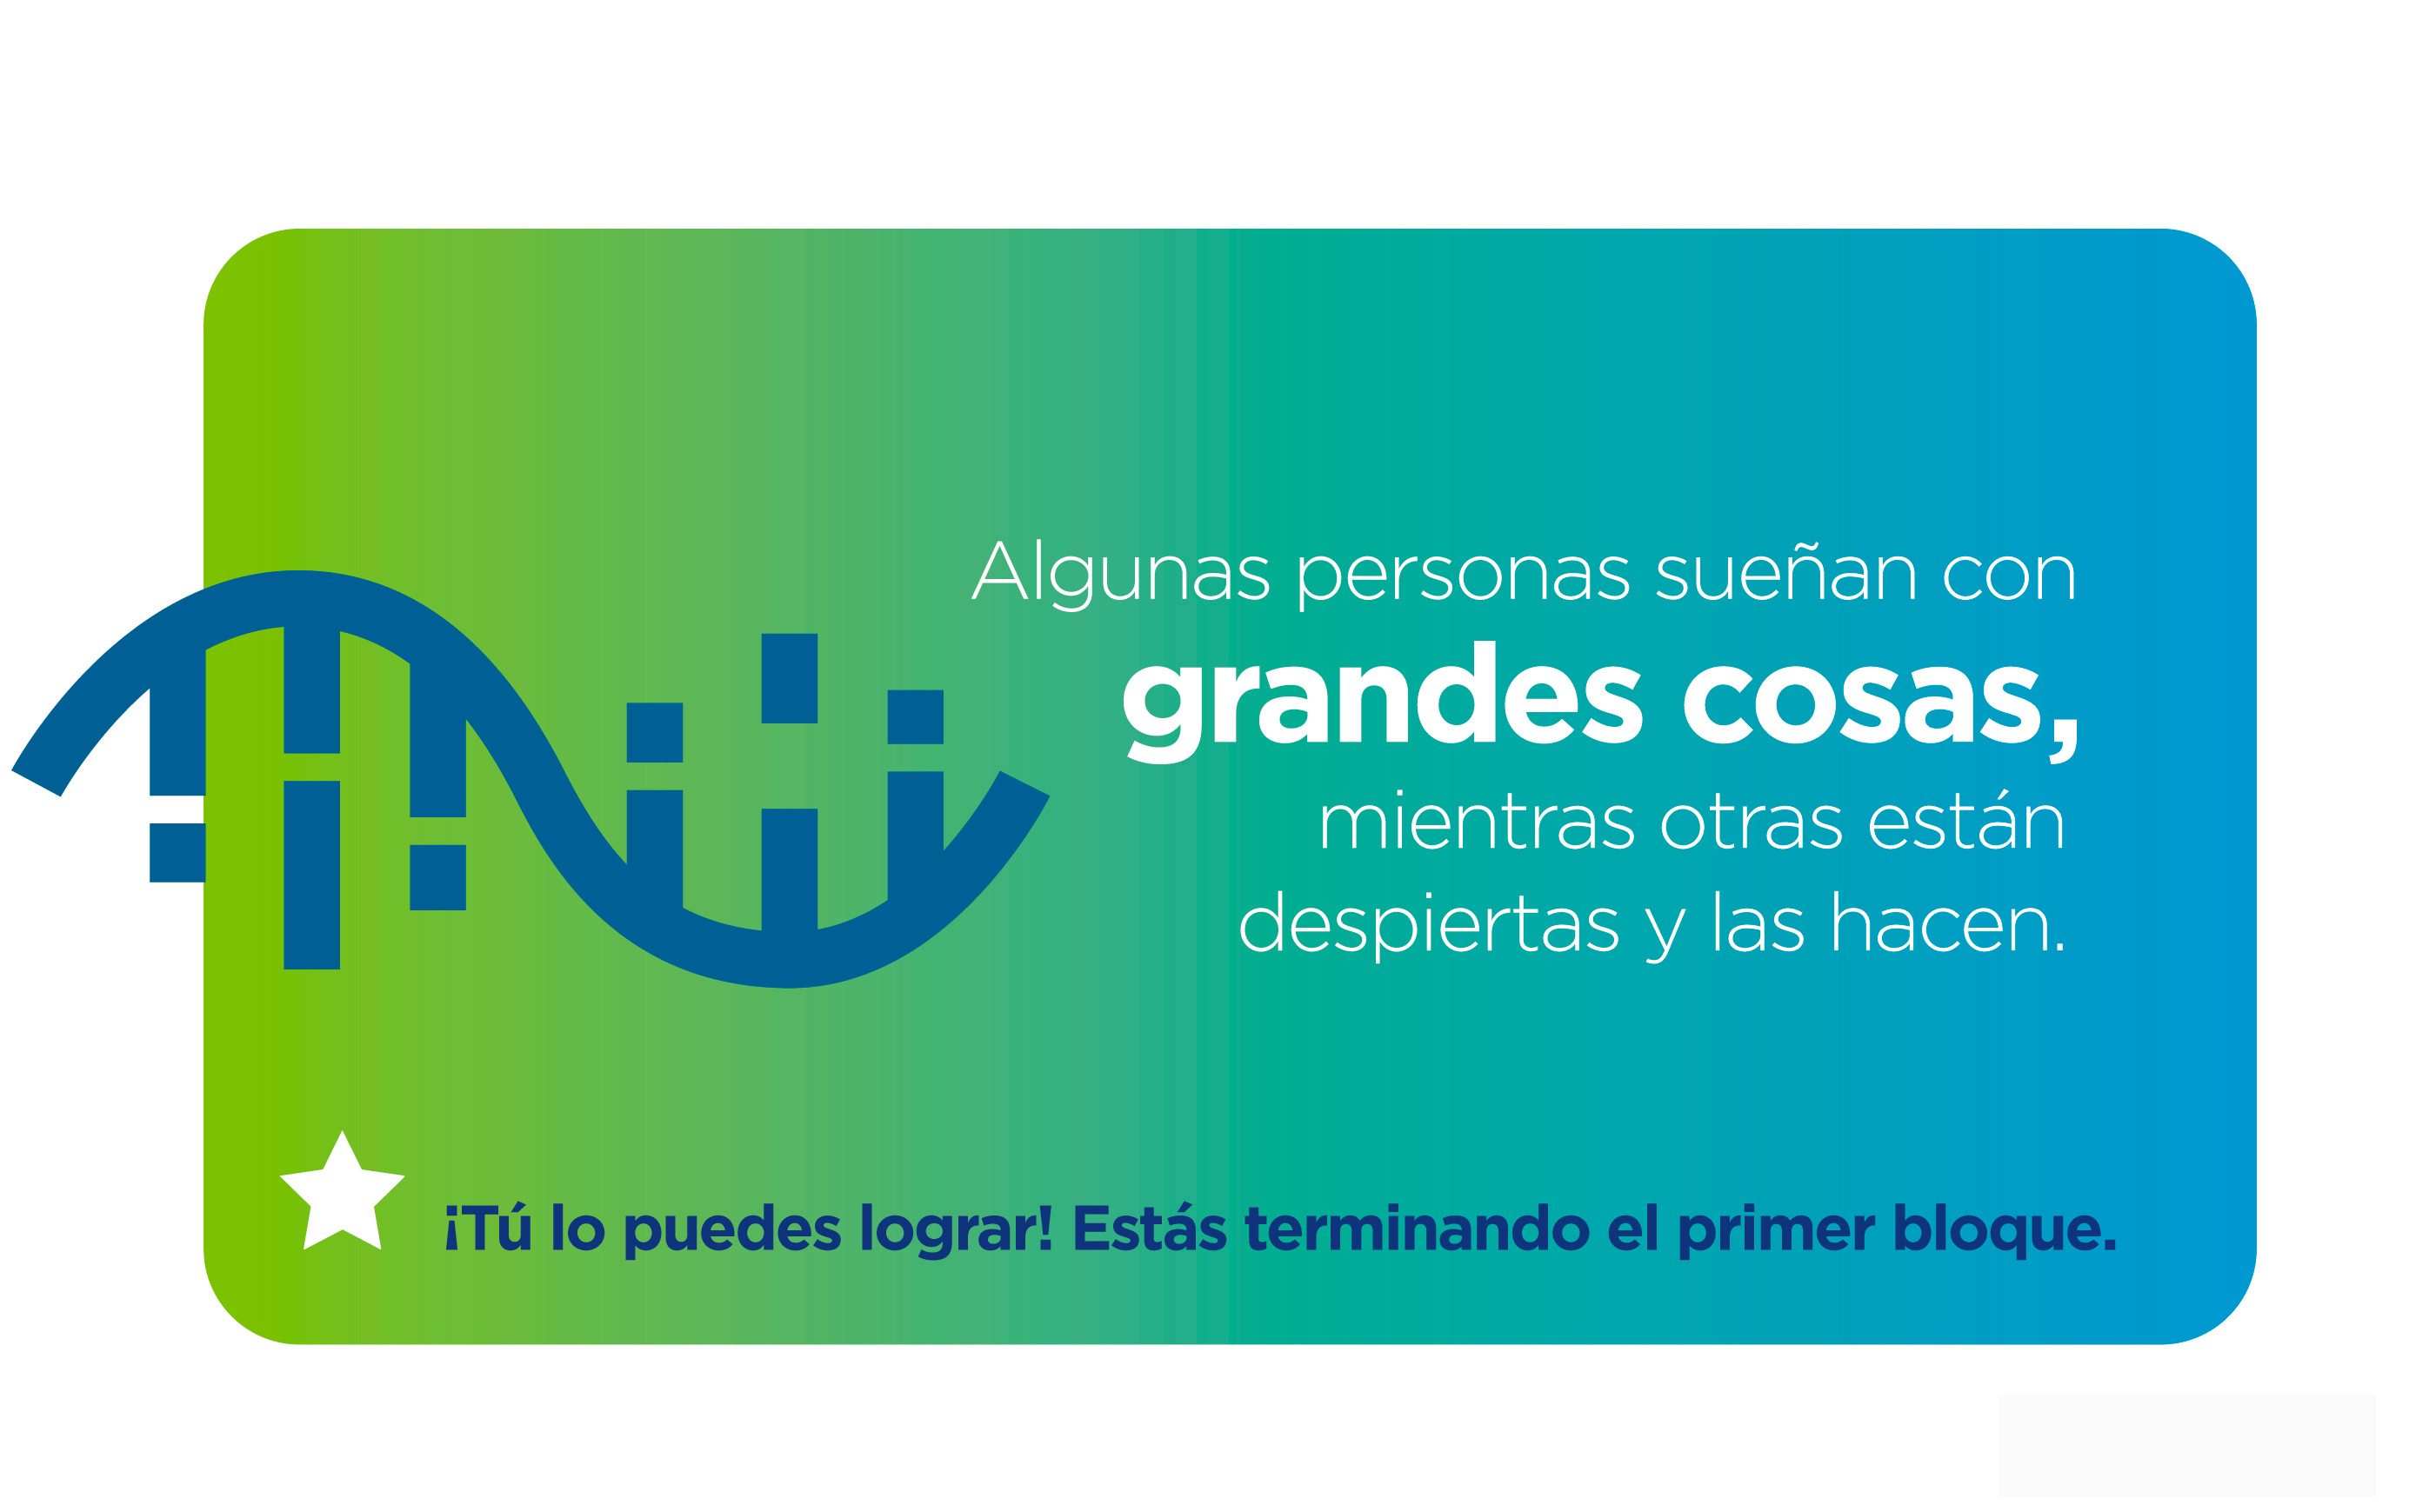 Algunas personas sueñan con
grandes cosas,
mientras otras están
despiertas y las hacen.
¡Tú lo puedes lograr! Estás terminando el primer bloque.